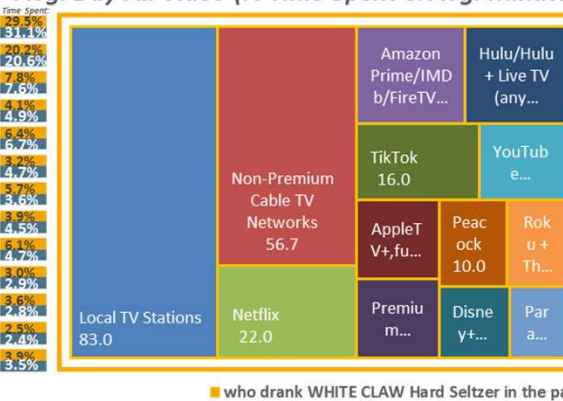 Time Spent
29.5%
31.1%
20.2%
20.6%
7.8%
7.6%
4.1%
4.9%
6.4%
6.7%
3.2%
4.7%
5.7%
3.6%
3.9%
4.5%
6.1%
4.7%
3.0%
2.9%
3.6%
2.8%
2.5%
2.4%
3.9%
3.5%
Local TV Stations
83.0
Non-Premium
Cable TV
Networks
56.7
Netflix
22.0
Amazon
Prime/IMD
b/FireTV...
Hulu/Hulu
+ Live TV
(any...
TikTok
16.0
YouTub
e...
AppleT
V+,fu...
Peac
ock
10.0
Rok
u +
Th...
Premiu
m...
Disne
y+...
Par
a...
who drank WHITE CLAW Hard Seltzer in the pa